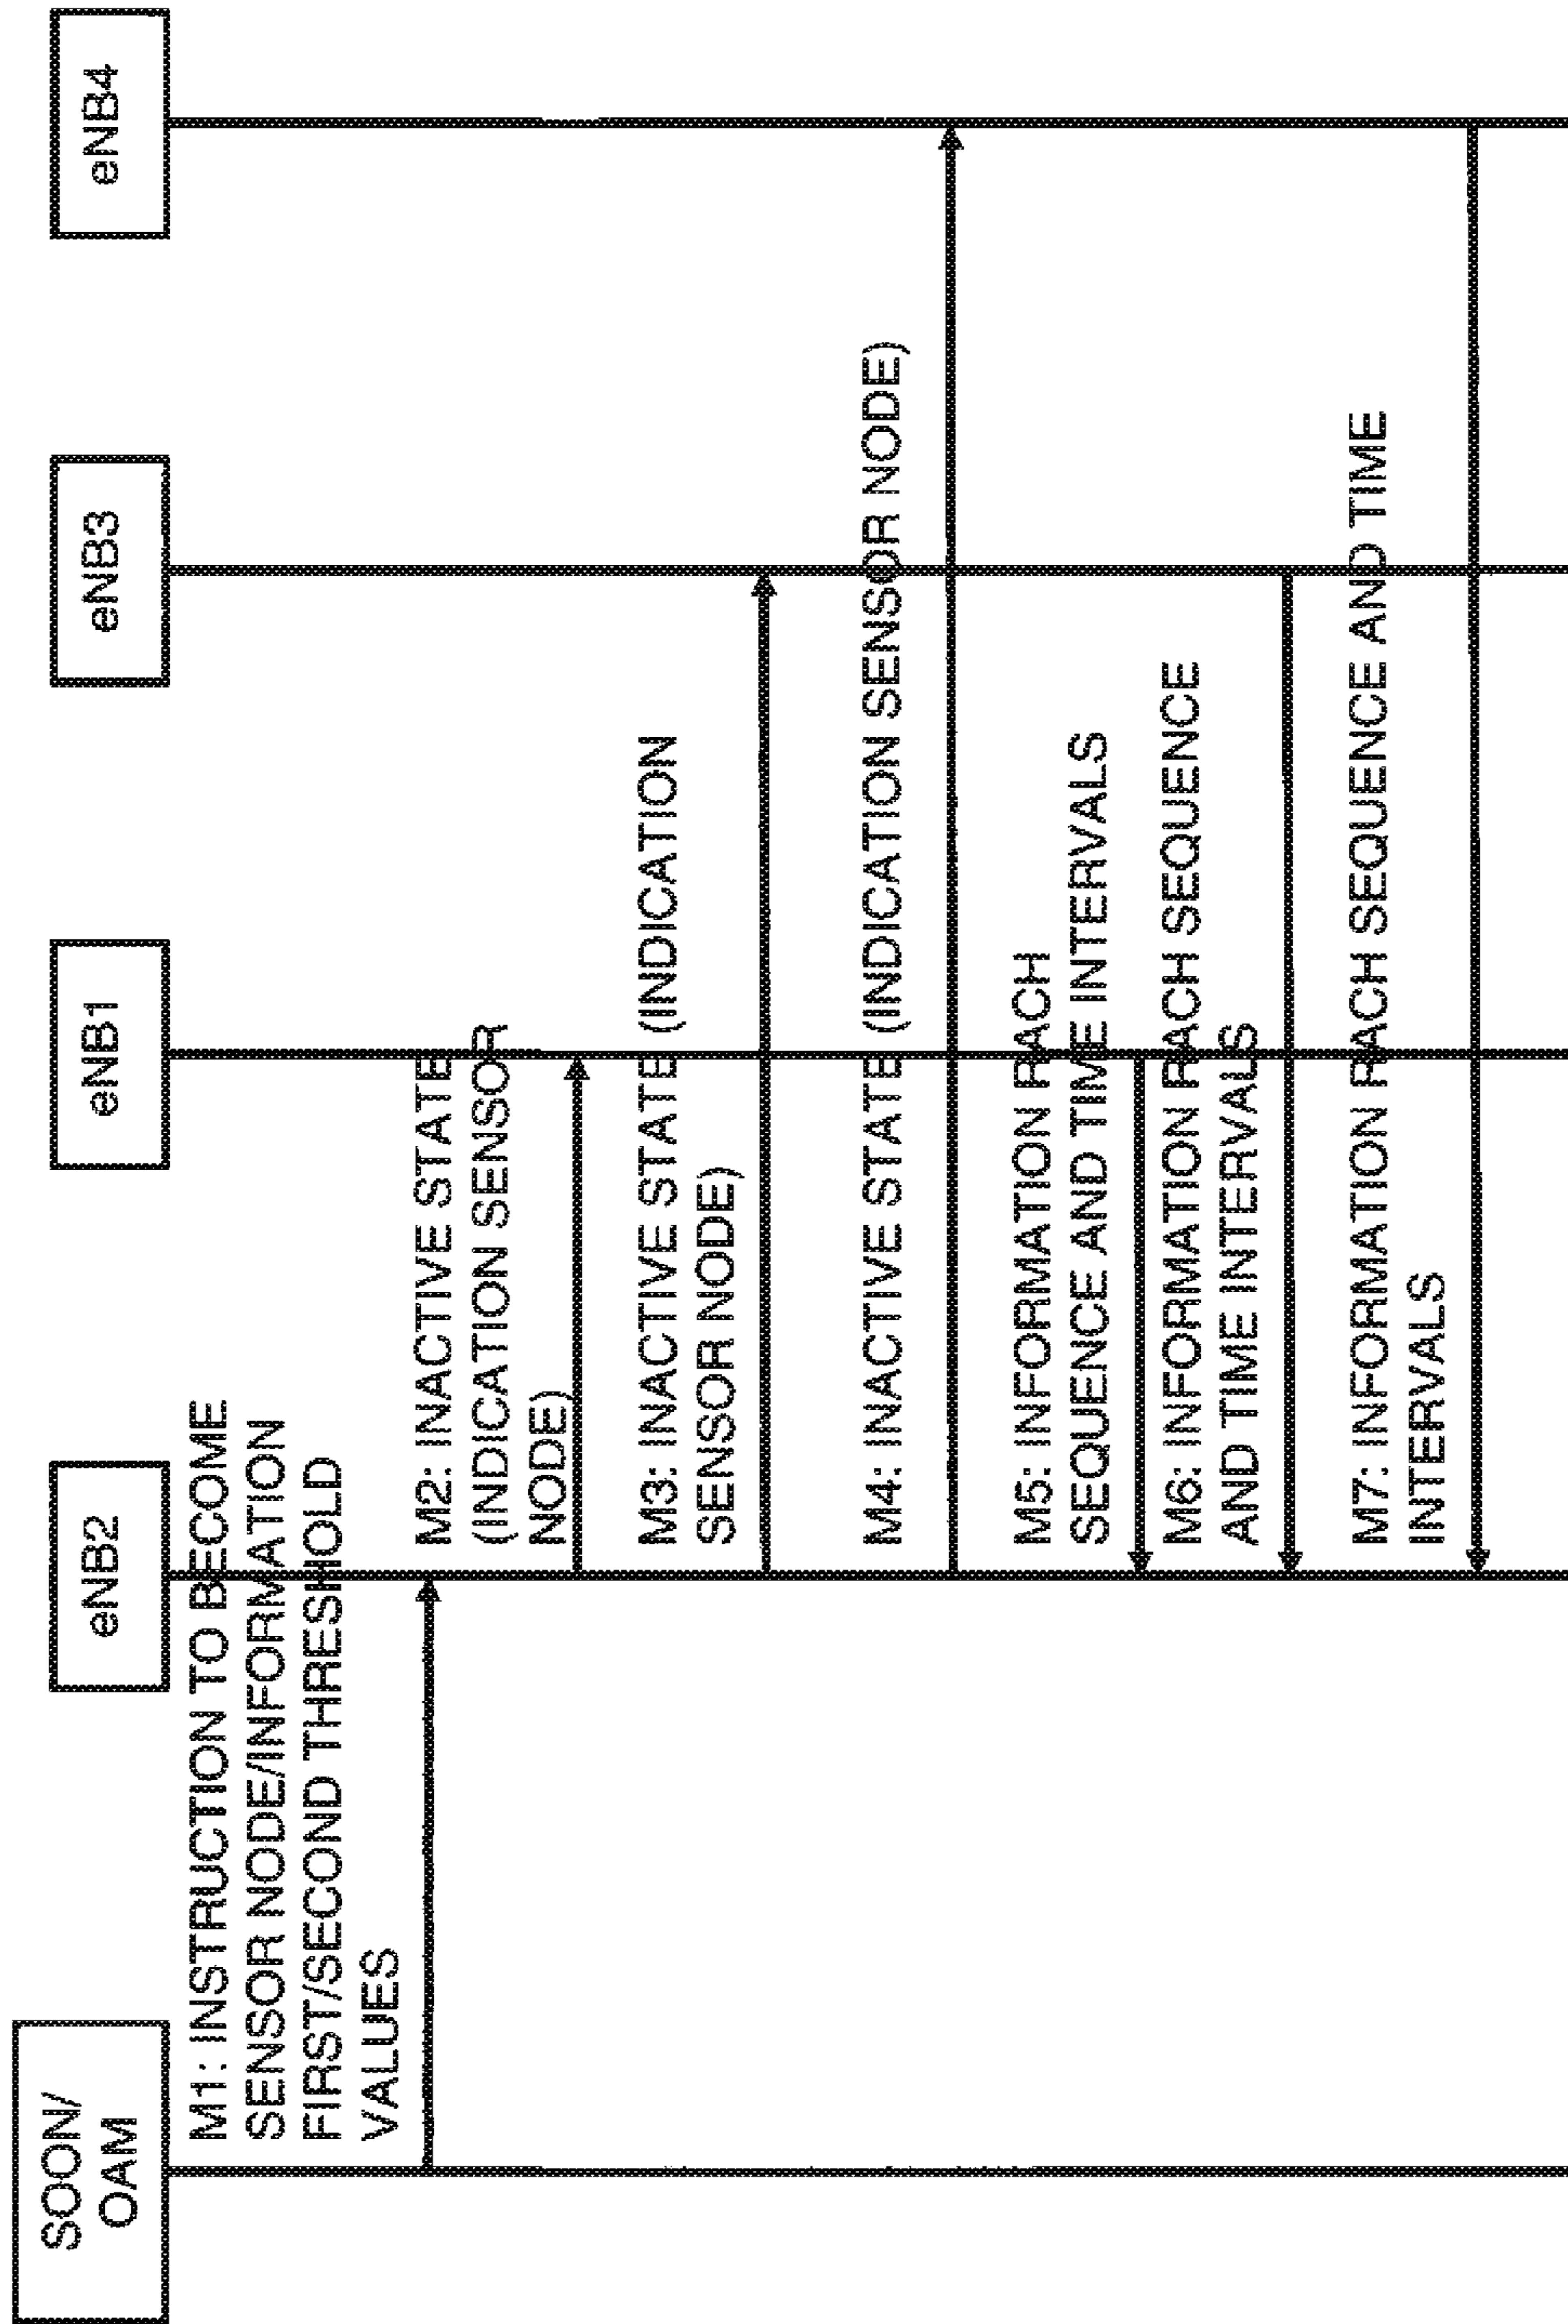 SOON/
OAM
eNB2
eNB1
eNB3
eNB4
M1: INSTRUCTION TO BECOME
SENSOR NODE/INFORMATION
FIRST/SECOND THRESHOLD
VALUES
M2: INACTIVE STATE
(INDICATION SENSOR
NODE)
M3: INACTIVE STATE (INDICATION
SENSOR NODE)
M4: INACTIVE STATE (INDICATION SENSOR NODE)
M5: INFORMATION RACH
SEQUENCE AND TIME INTERVALS
M6: INFORMATION RACH SEQUENCE
AND TIME INTERVALS
M7: INFORMATION RACH SEQUENCE AND TIME
INTERVALS